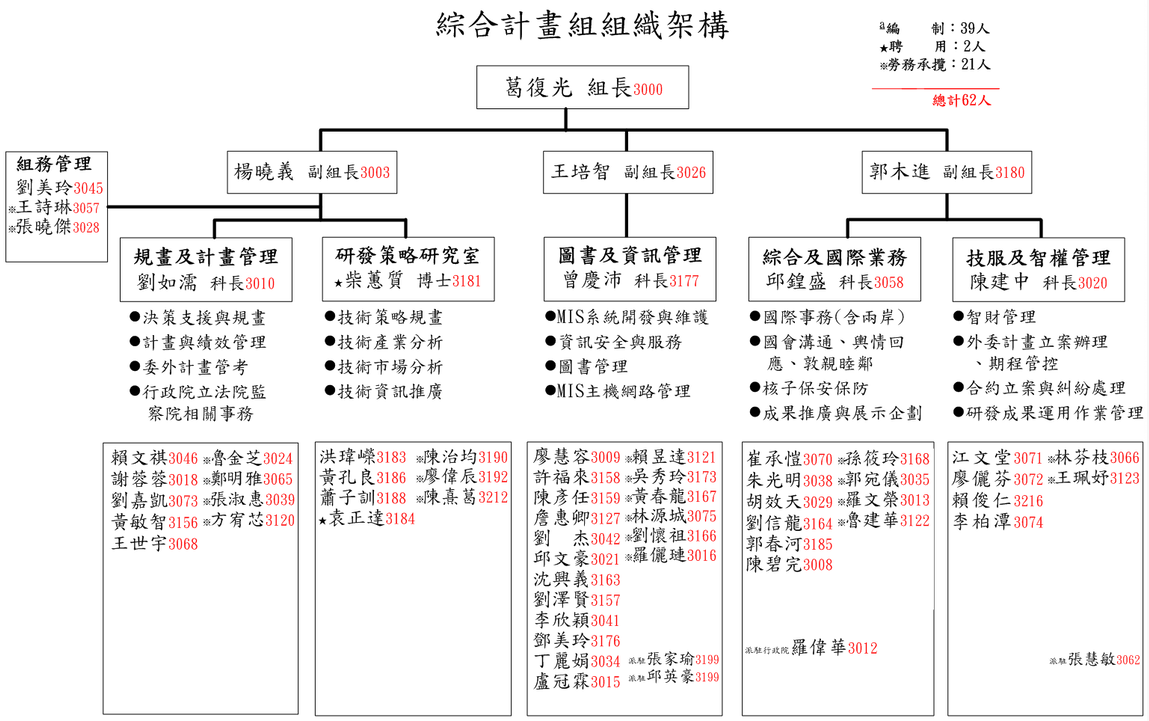 綜合計畫組組織架構
ª編　　制：39人
★聘　　用：2人
※勞務承攬：21人
總計62人
葛復光 組長3000
組務管理
劉美玲3045
※王詩琳3057
※張曉傑3028
楊曉義 副組長3003
王培智 副組長3026
郭木進 副組長3180
規畫及計畫管理
劉如濡 科長3010
研發策略研究室
★柴蕙質 博士3181
圖書及資訊管理
曾慶沛 科長3177
綜合及國際業務
邱鍠盛 科長3058
技服及智權管理
陳建中 科長3020
●決策支援與規畫
●計畫與績效管理
●委外計畫管考
●行政院立法院監
察院相關事務
●技術策略規畫
●技術產業分析
●技術市場分析
●技術資訊推廣
●MIS系統開發與維護
●資訊安全與服務
●圖書管理
●MIS主機網路管理
●國際事務(含兩岸)
●國會溝通、輿情回
應、敦親睦鄰
●核子保安保防
●成果推廣與展示企劃
●智財管理
●外委計畫立案辦理
、期程管控
●合約立案與糾紛處理
●研發成果運用作業管理
賴文祺3046 ※魯金芝3024
謝蓉蓉3018 ※鄭明雅3065
劉嘉凱3073 ※張淑惠3039
黃敏智3156 ※方宥芯3120
王世宇3068
洪瑋嶸3183 ※陳治均3190
黃孔良3186 ※廖偉辰3192
蕭子訓3188 ※陳熹葛3212
★袁正達3184
廖慧容3009 ※賴昱達3121
許福來3158 ※吳秀玲3173
陳彥任3159 ※黃春龍3167
詹惠卿3127 ※林源城3075
劉　杰3042 ※劉懷祖3166
邱文豪3021 ※羅儷璉3016
沈興義3163
劉澤賢3157
李欣穎3041
鄧美玲3176
丁麗娟3034 派駐張家瑜3199
盧冠霖3015 派駐邱英豪3199
崔承愷3070 ※孫筱玲3168
朱光明3038 ※郭宛儀3035
胡效天3029 ※羅文榮3013
劉信龍3164 ※魯建華3122
郭春河3185
陳碧完3008
派駐行政院羅偉華3012
江文堂3071 ※林芬枝3066
廖儷芬3072 ※王珮妤3123
賴俊仁3216
李柏潭3074
派駐張慧敏3062